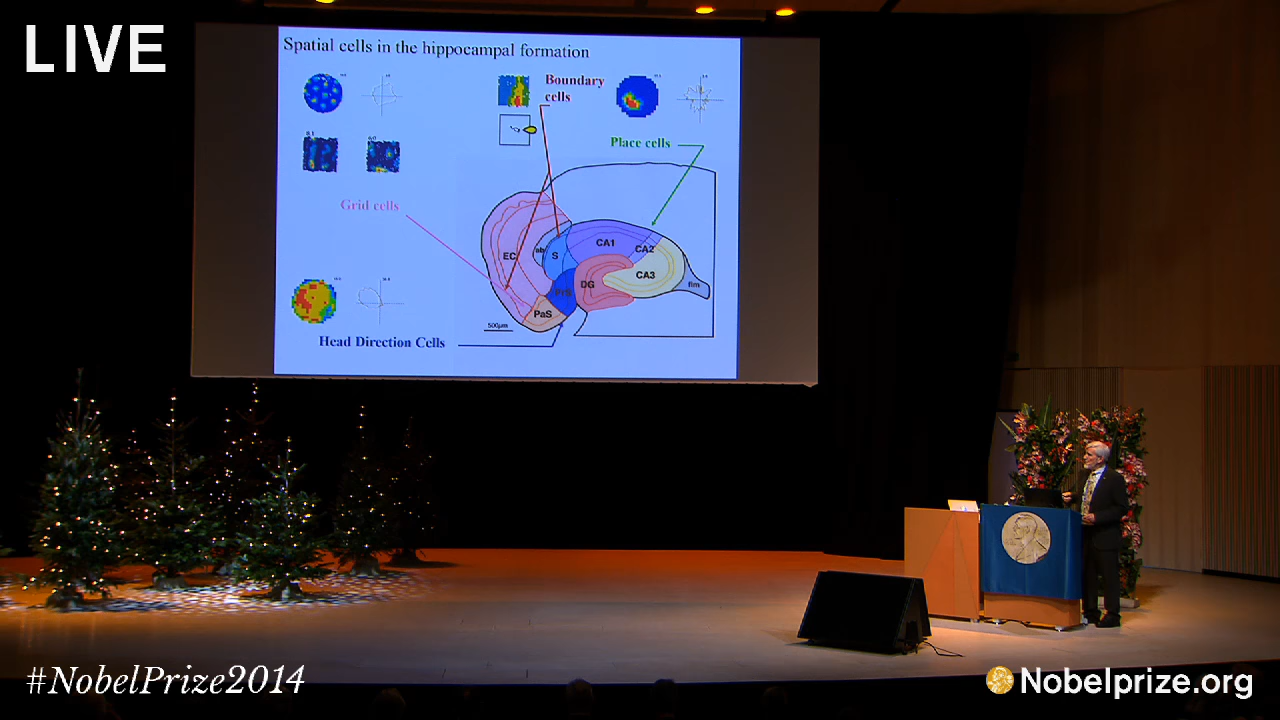 LIVE
Spatial cells in the hippocampal formation
Boundary
cells
Place cells
Grid cells
CA1
CA2
EC
S
CA3
DG
fim
PrS
PaS
500µm
Head Direction Cells
#NobelPrize2014
Nobelprize.org